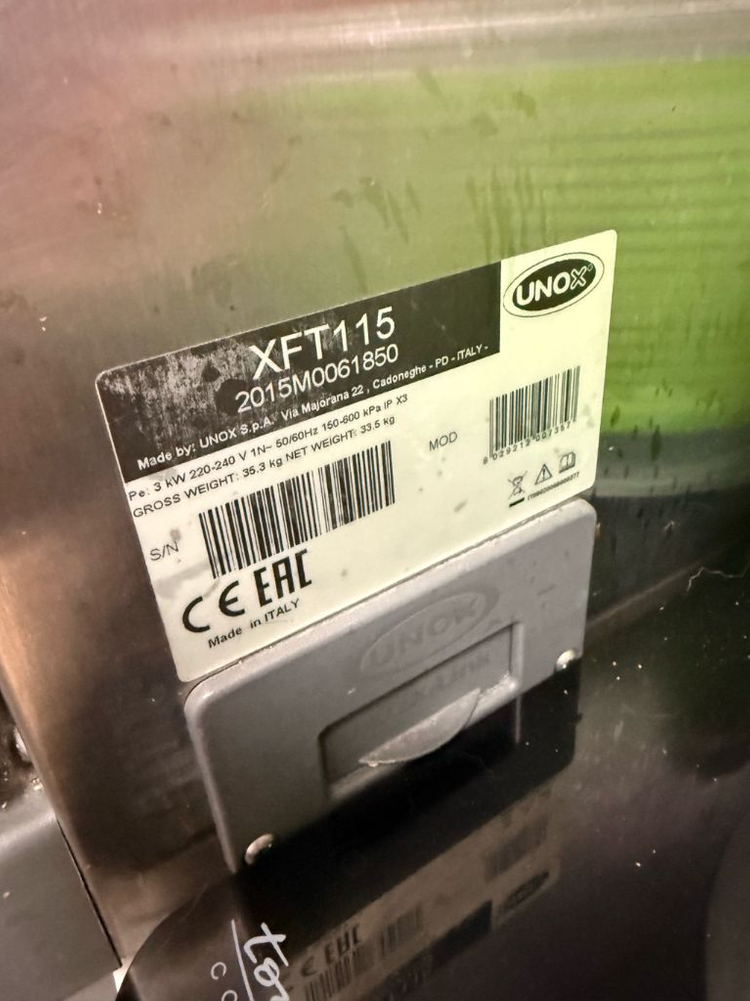 UNOX
XFT115
2015M0061850
Made by: UNOX S.p.A. Via Majorana 22 , Cadoneghe - PD - ITALY -
Pe: 3 kW 220-240 V 1N~ 50/60Hz 150-600 kPa IP X3
GROSS WEIGHT: 35.3 kg NET WEIGHT: 33.5 kg
MOD
S/N
CE EAC
Made in ITALY
UNOX